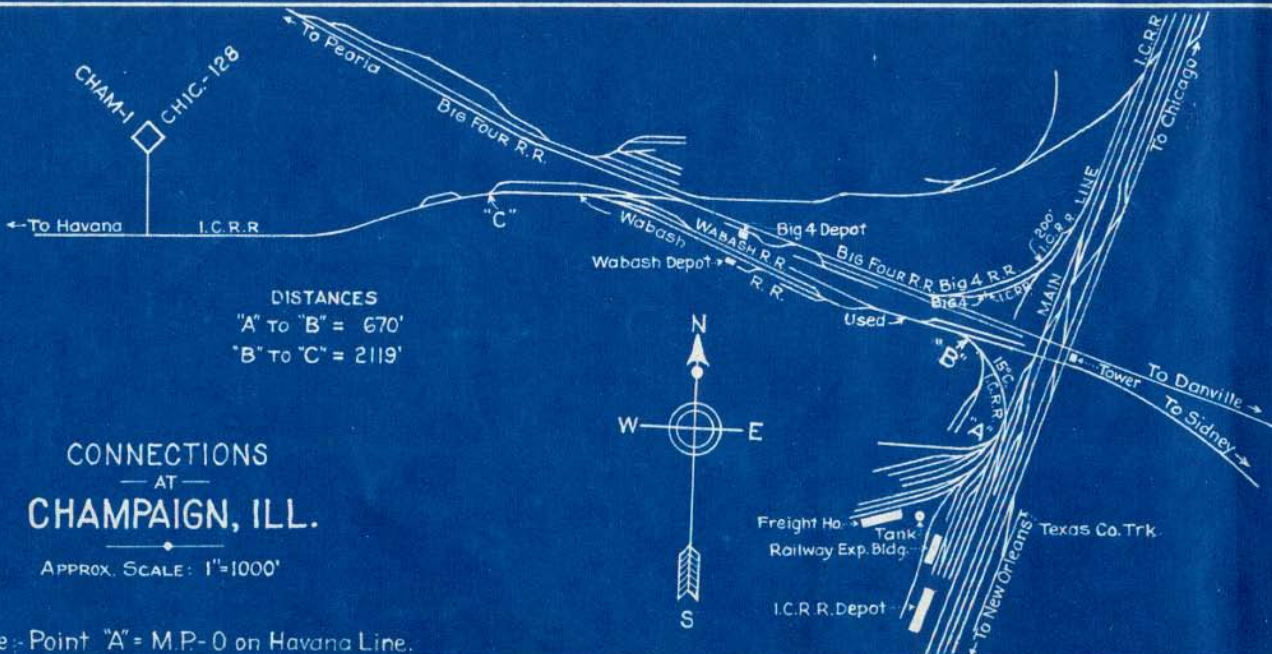 I.C.R.R.
To Chicago
To Pearia
BIG FOUR R.R.
CHAM-1
CHIC.-128
To Havana
I.C.R.R
"C"
Wabash
WABASH R.R.
R.R.
Big 4 Depot
Wabash Depot
BIG FOUR R.R
Big 4 R.R
200'
I.C.R.R
MAIN LINE
Big 4
I.C.R.R.
Used
"B"
15°C.
I.C.R.R
"A"
Tower
To Danville
To Sidney
DISTANCES
"A" TO "B" = 670'
"B" TO "C" = 2119'
N
W
E
S
CONNECTIONS
AT
CHAMPAIGN, ILL.
APPROX. SCALE: 1"=1000'
Freight Ho.
Tank
Railway Exp. Bldg.
Texas Co. Trk.
I.C.R.R. Depot
To New Orleans
e:- Point "A" = M.P.-0 on Havana Line.